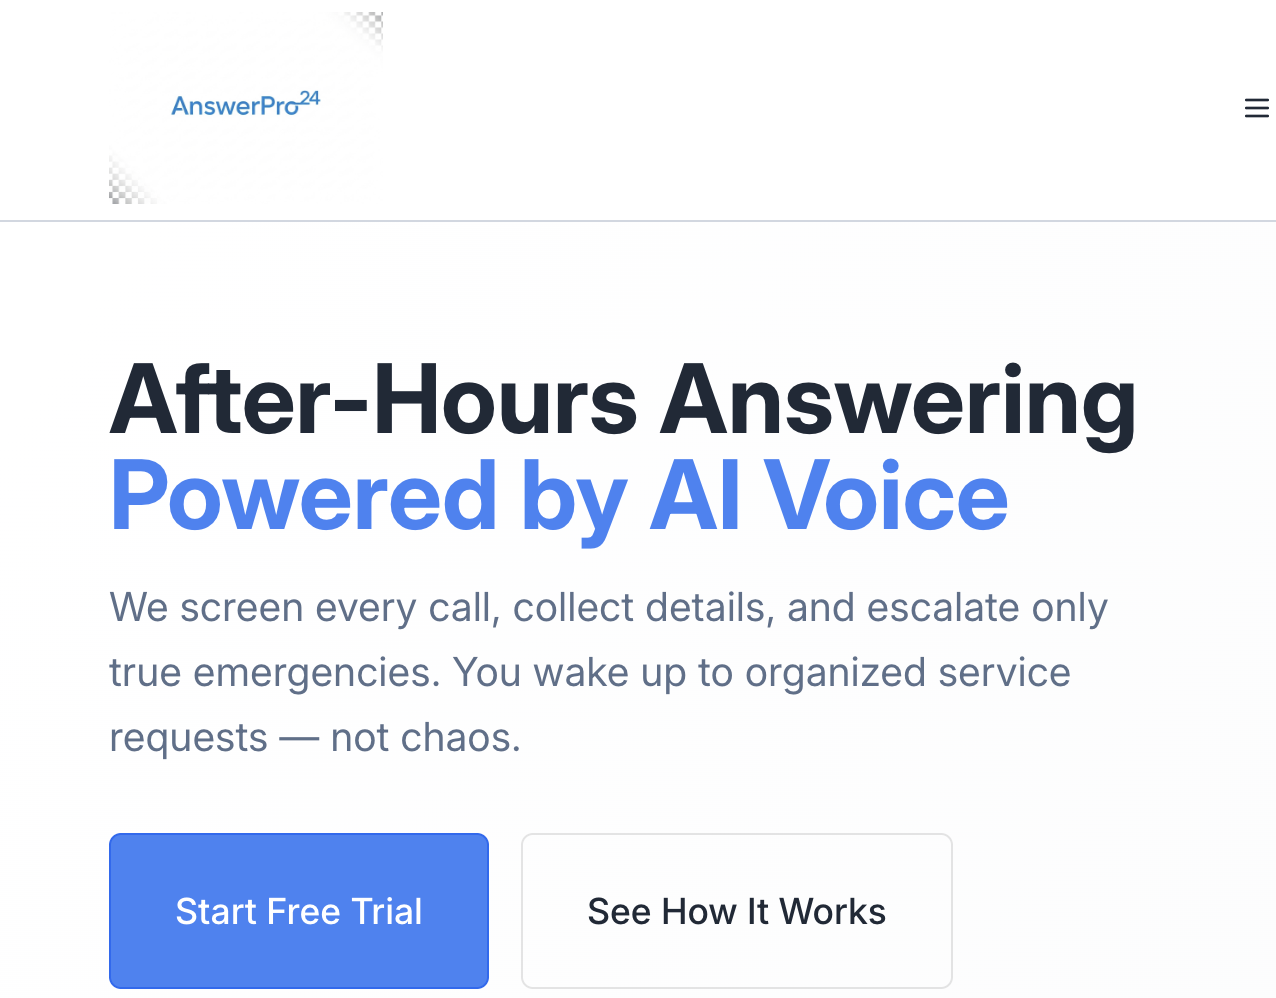 AnswerPro24
After-Hours Answering
Powered by AI Voice
We screen every call, collect details, and escalate only
true emergencies. You wake up to organized service
requests — not chaos.
Start Free Trial
See How It Works